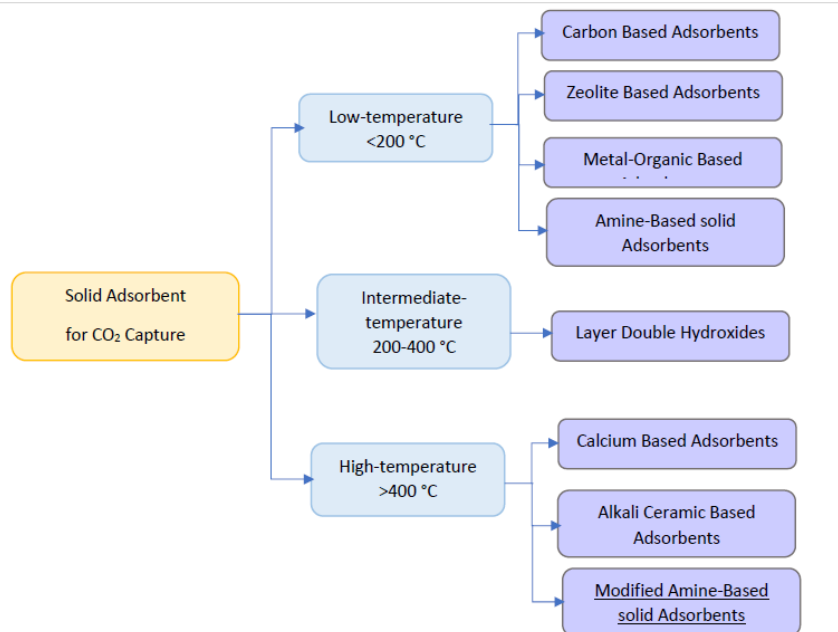 Solid Adsorbent
for CO₂ Capture
Low-temperature
<200 °C
Carbon Based Adsorbents
Zeolite Based Adsorbents
Metal-Organic Based
Amine-Based solid
Adsorbents
Intermediate-
temperature
200-400 °C
Layer Double Hydroxides
High-temperature
>400 °C
Calcium Based Adsorbents
Alkali Ceramic Based
Adsorbents
Modified Amine-Based
solid Adsorbents